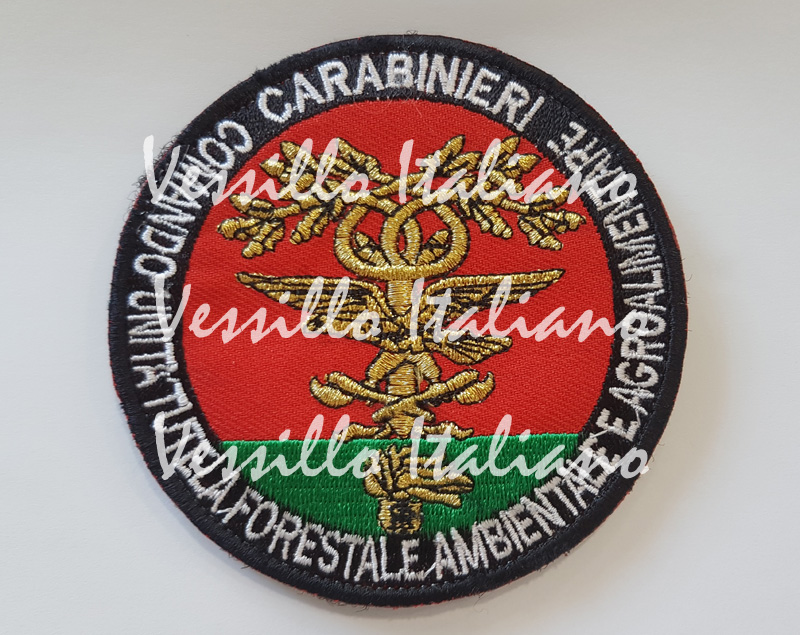 CARABINIERI
COMANDO UNITÀ TUTELA FORESTALE AMBIENTALE E AGROALIMENTARE
Vessillo Italiano
Vessillo Italiano
Vessillo Italiano